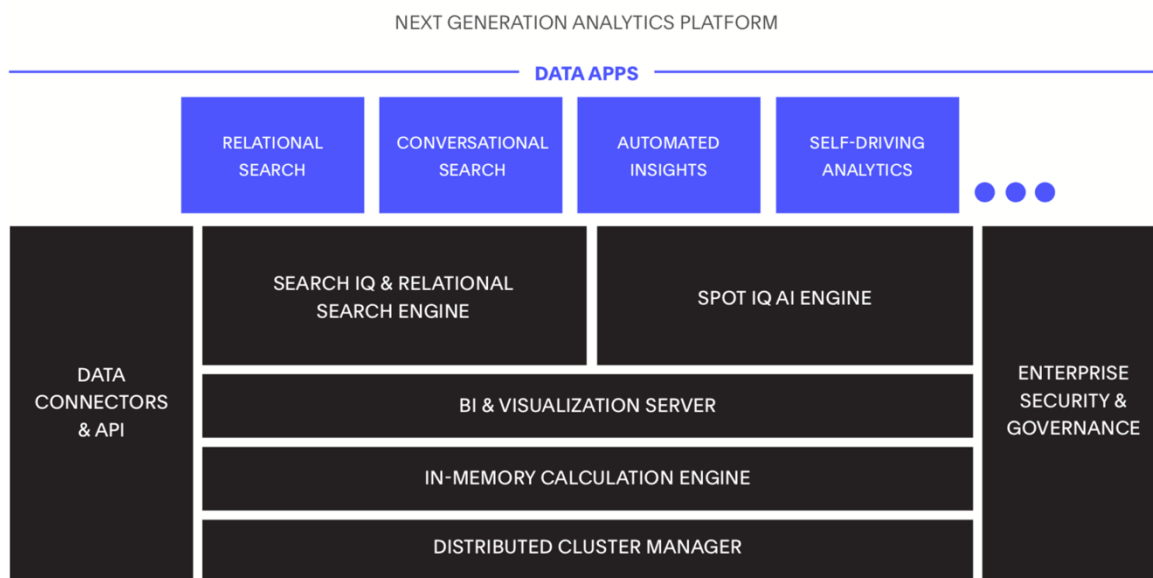 NEXT GENERATION ANALYTICS PLATFORM
DATA APPS
RELATIONAL
SEARCH
CONVERSATIONAL
SEARCH
AUTOMATED
INSIGHTS
SELF-DRIVING
ANALYTICS
DATA
CONNECTORS
& API
SEARCH IQ & RELATIONAL
SEARCH ENGINE
SPOT IQ AI ENGINE
BI & VISUALIZATION SERVER
IN-MEMORY CALCULATION ENGINE
DISTRIBUTED CLUSTER MANAGER
ENTERPRISE
SECURITY &
GOVERNANCE